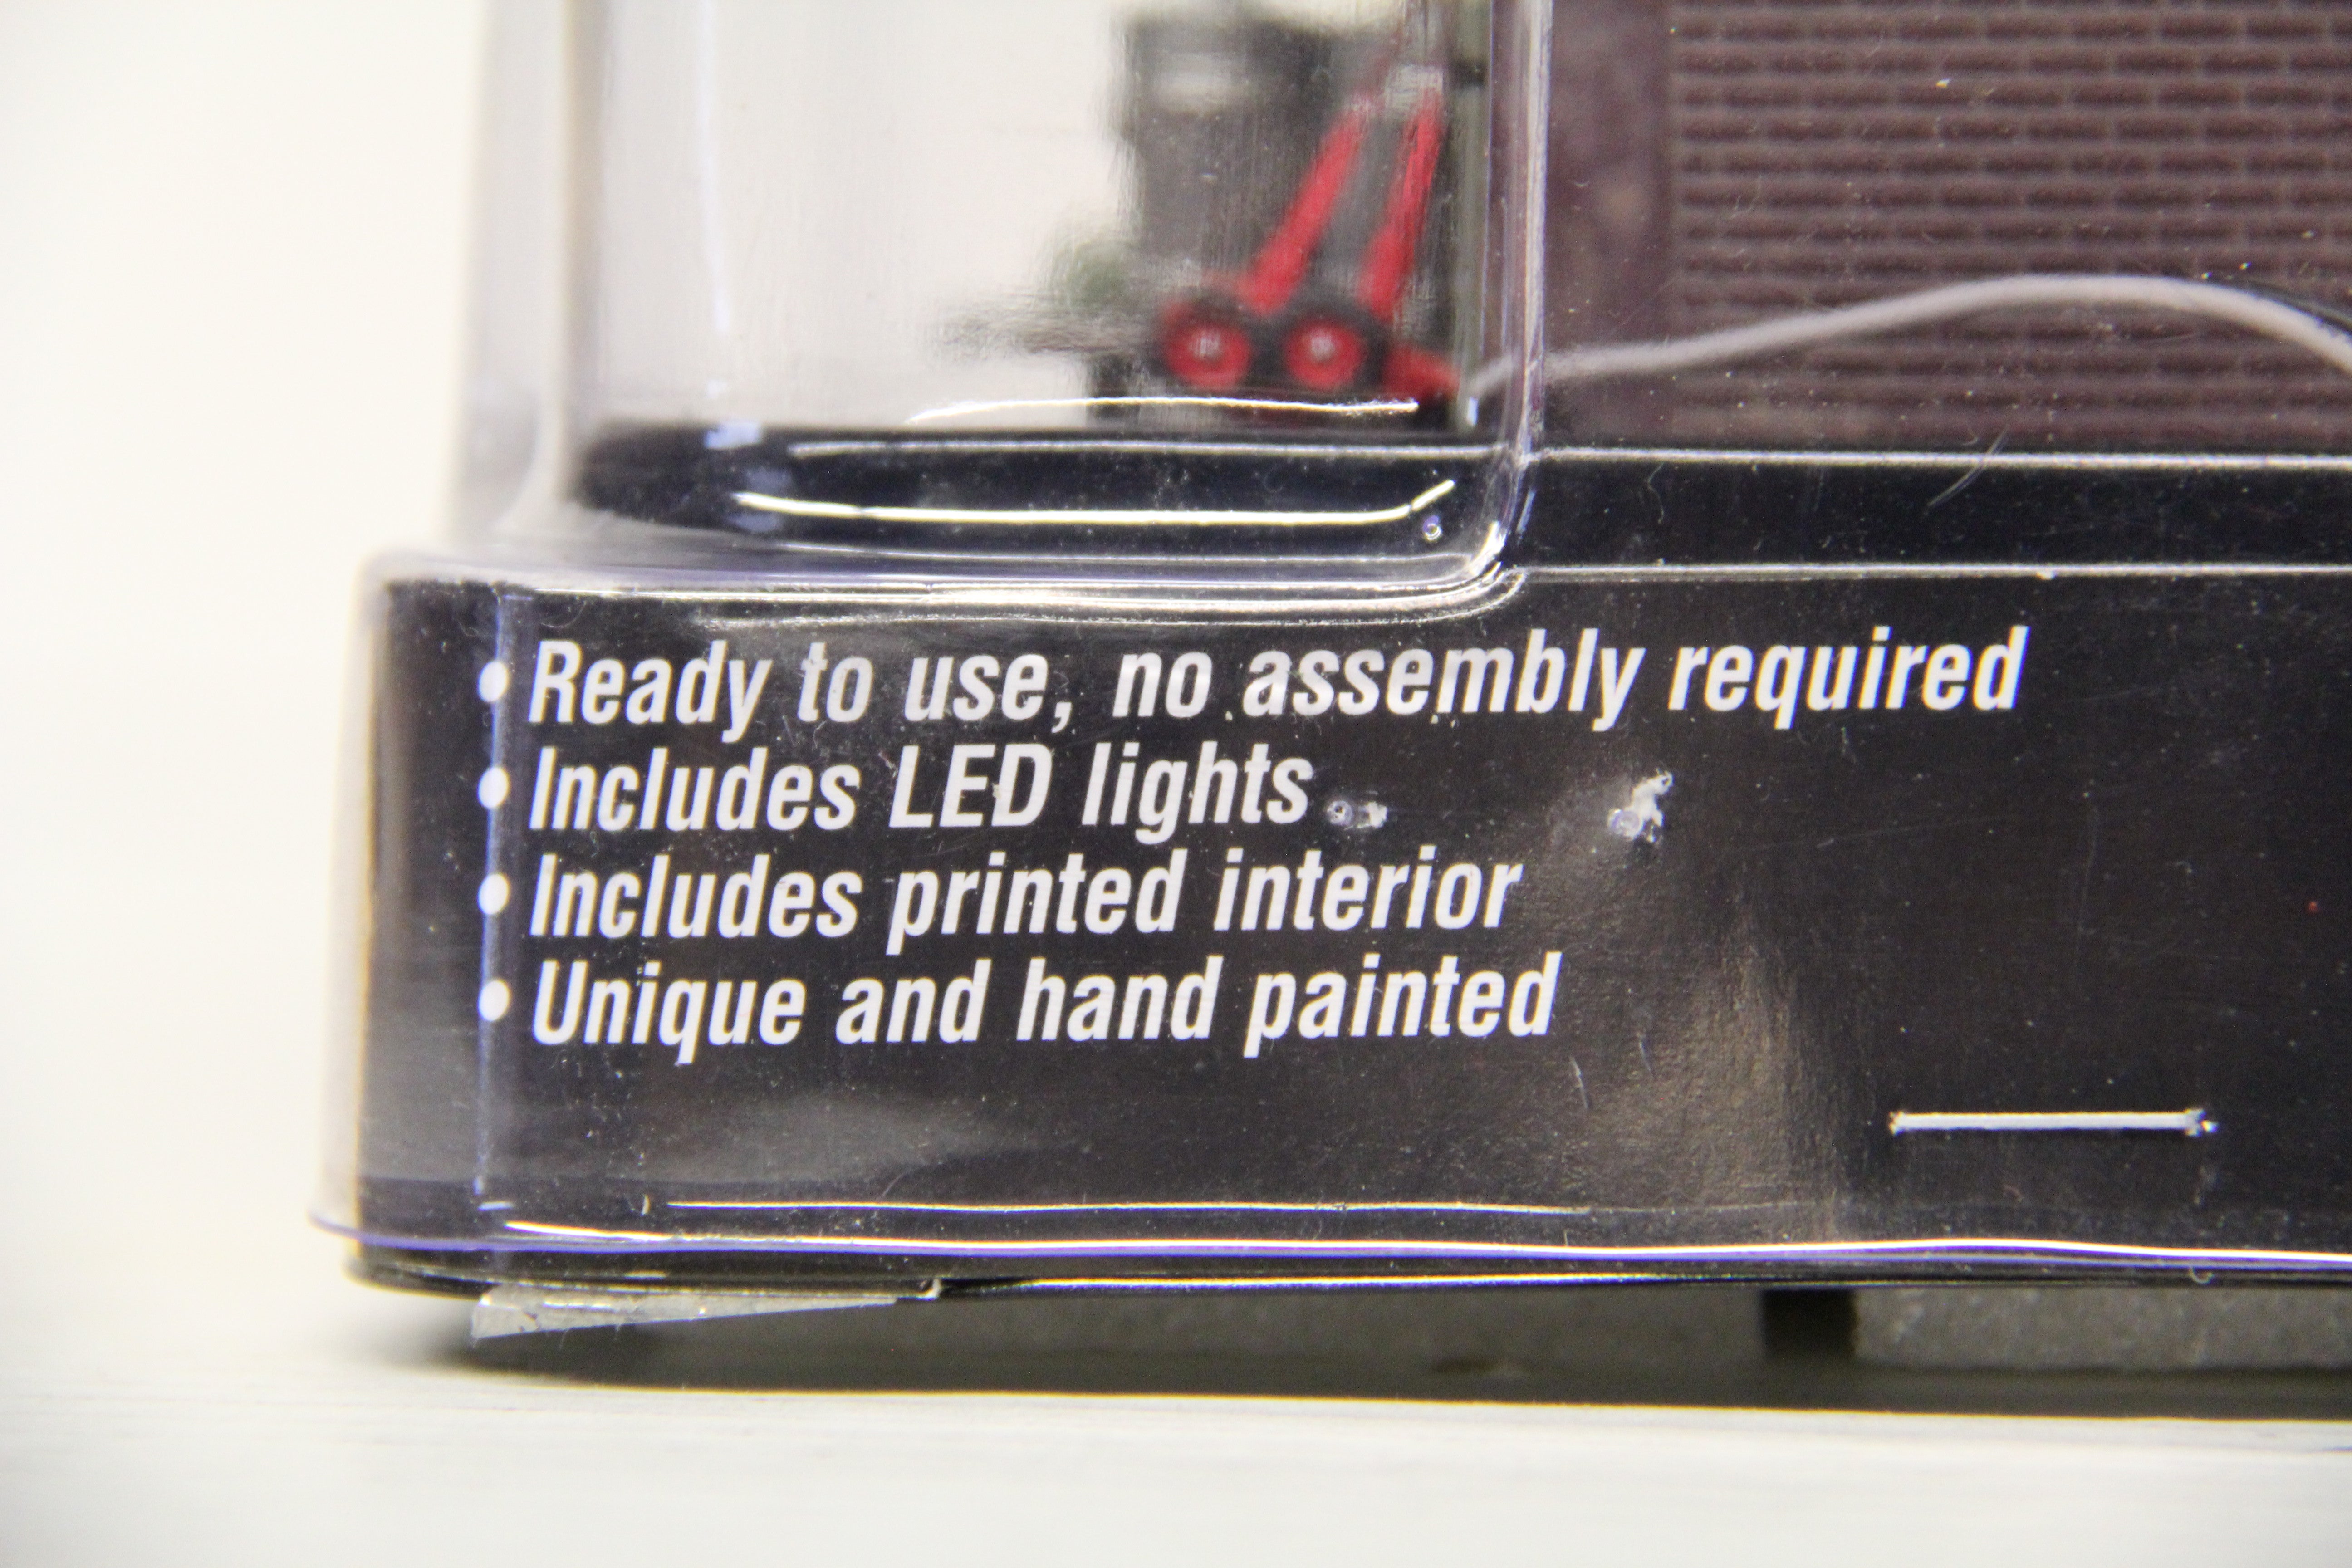 • Ready to use, no assembly required
• Includes LED lights
• Includes printed interior
• Unique and hand painted